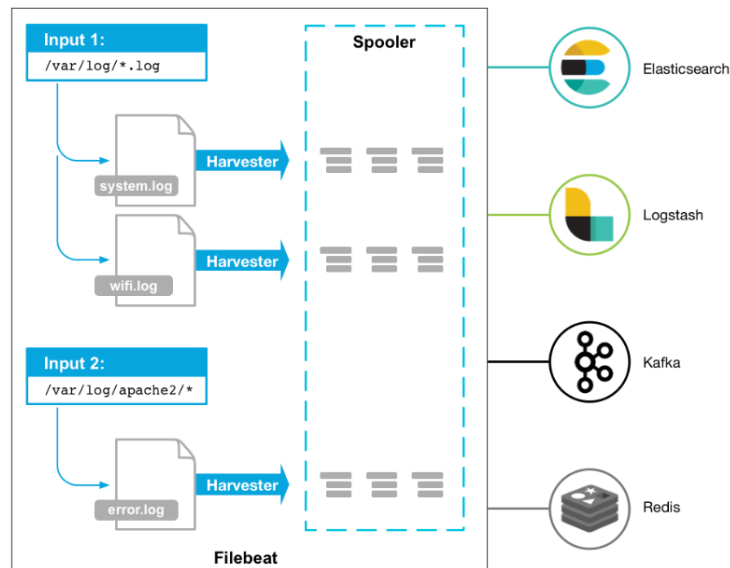 Input 1:
/var/log/*.log
Spooler
Elasticsearch
system.log
Harvester
Logstash
wifi.log
Harvester
Input 2:
/var/log/apache2/*
Kafka
error.log
Harvester
Redis
Filebeat